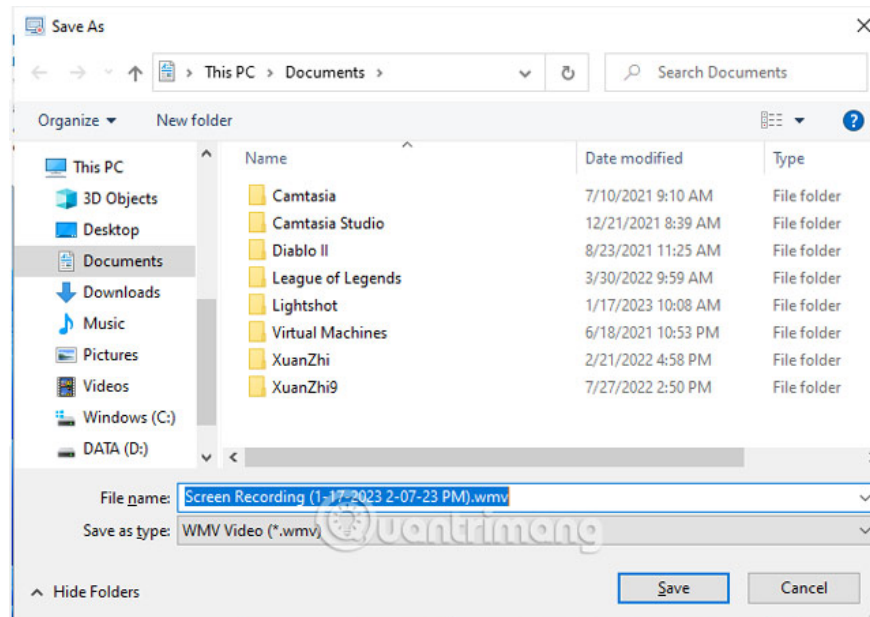 Save As
This PC > Documents >
Search Documents
Organize
New folder
Name
Date modified
Type
This PC
3D Objects
Desktop
Documents
Downloads
Music
Pictures
Videos
Windows (C:)
DATA (D:)
Camtasia 7/10/2021 9:10 AM File folder
Camtasia Studio 12/21/2021 8:39 AM File folder
Diablo II 8/23/2021 11:25 AM File folder
League of Legends 3/30/2022 9:59 AM File folder
Lightshot 1/17/2023 10:08 AM File folder
Virtual Machines 6/18/2021 10:53 PM File folder
XuanZhi 2/21/2022 4:58 PM File folder
XuanZhi9 7/27/2022 2:50 PM File folder
File name: Screen Recording (1-17-2023 2-07-23 PM).wmv
Save as type: WMV Video (*.wmv)
Quantrimang
Hide Folders
Save
Cancel